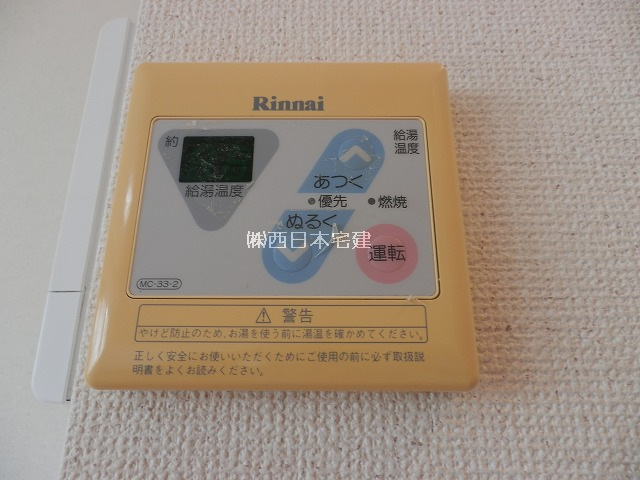 Rinnai
約
給湯温度
給湯
温度
あつく
優先
燃焼
ぬるく
㈱西日本宅建
運転
MC-33-2
警告
やけど防止のため、お湯を使う前に湯温を確かめてください。
正しく安全にお使いいただくためにご使用の前に必ず取扱説
明書をよくお読みください。